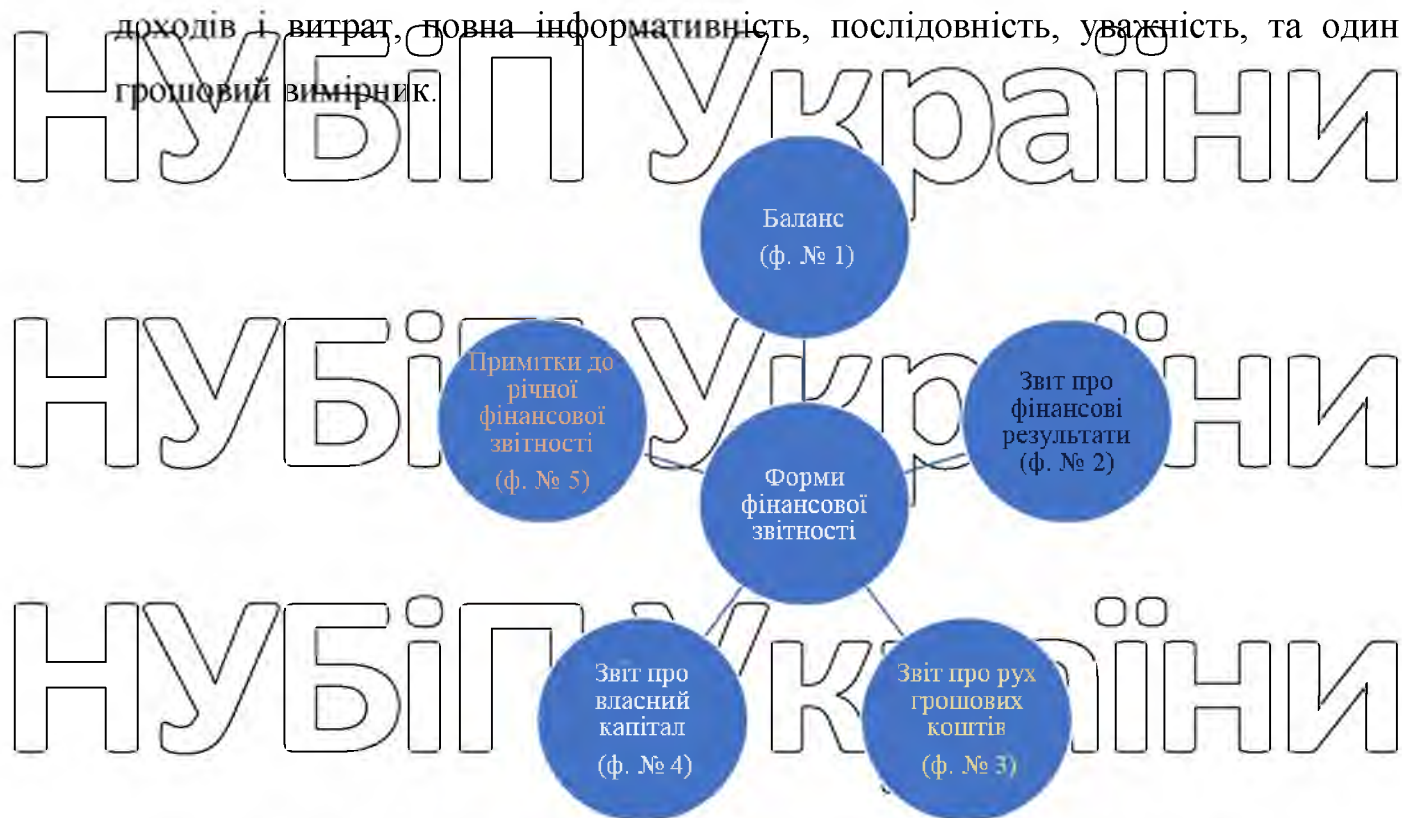 доходів і витрат, повна інформативність, послідовність, уважність, та один
грошовий вимірник.
НУБіП України
Баланс
(ф. № 1)
НУБіП України
Примітки до
річної
фінансової
звітності
(ф. № 5)
Звіт про
фінансові
результати
(ф. № 2)
Форми
фінансової
звітності
НУБіП України
Звіт про
власний
капітал
(ф. № 4)
Звіт про рух
грошових
коштів
(ф. № 3)